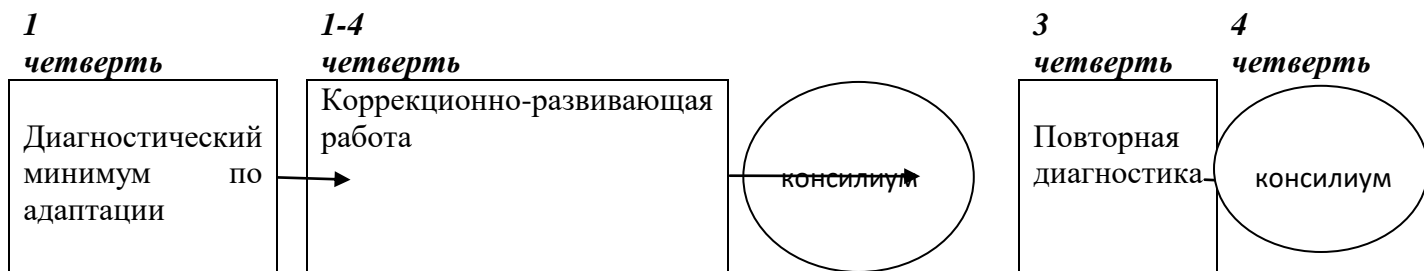 1
четверть
1-4
четверть
3
четверть
4
четверть
Диагностический
минимум по
адаптации
Коррекционно-развивающая
работа
консилиум
Повторная
диагностика
консилиум